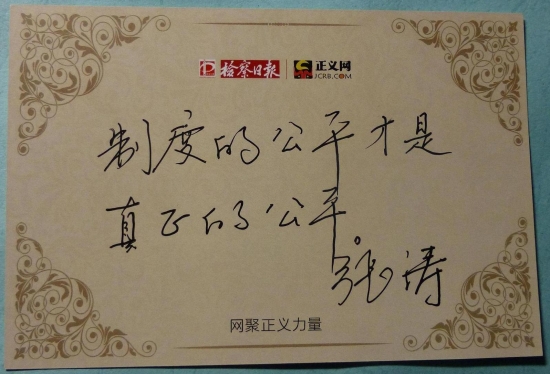 检察日报 正义网
JCRB.COM
制度的公平才是
真正的公平。
张涛
网聚正义力量